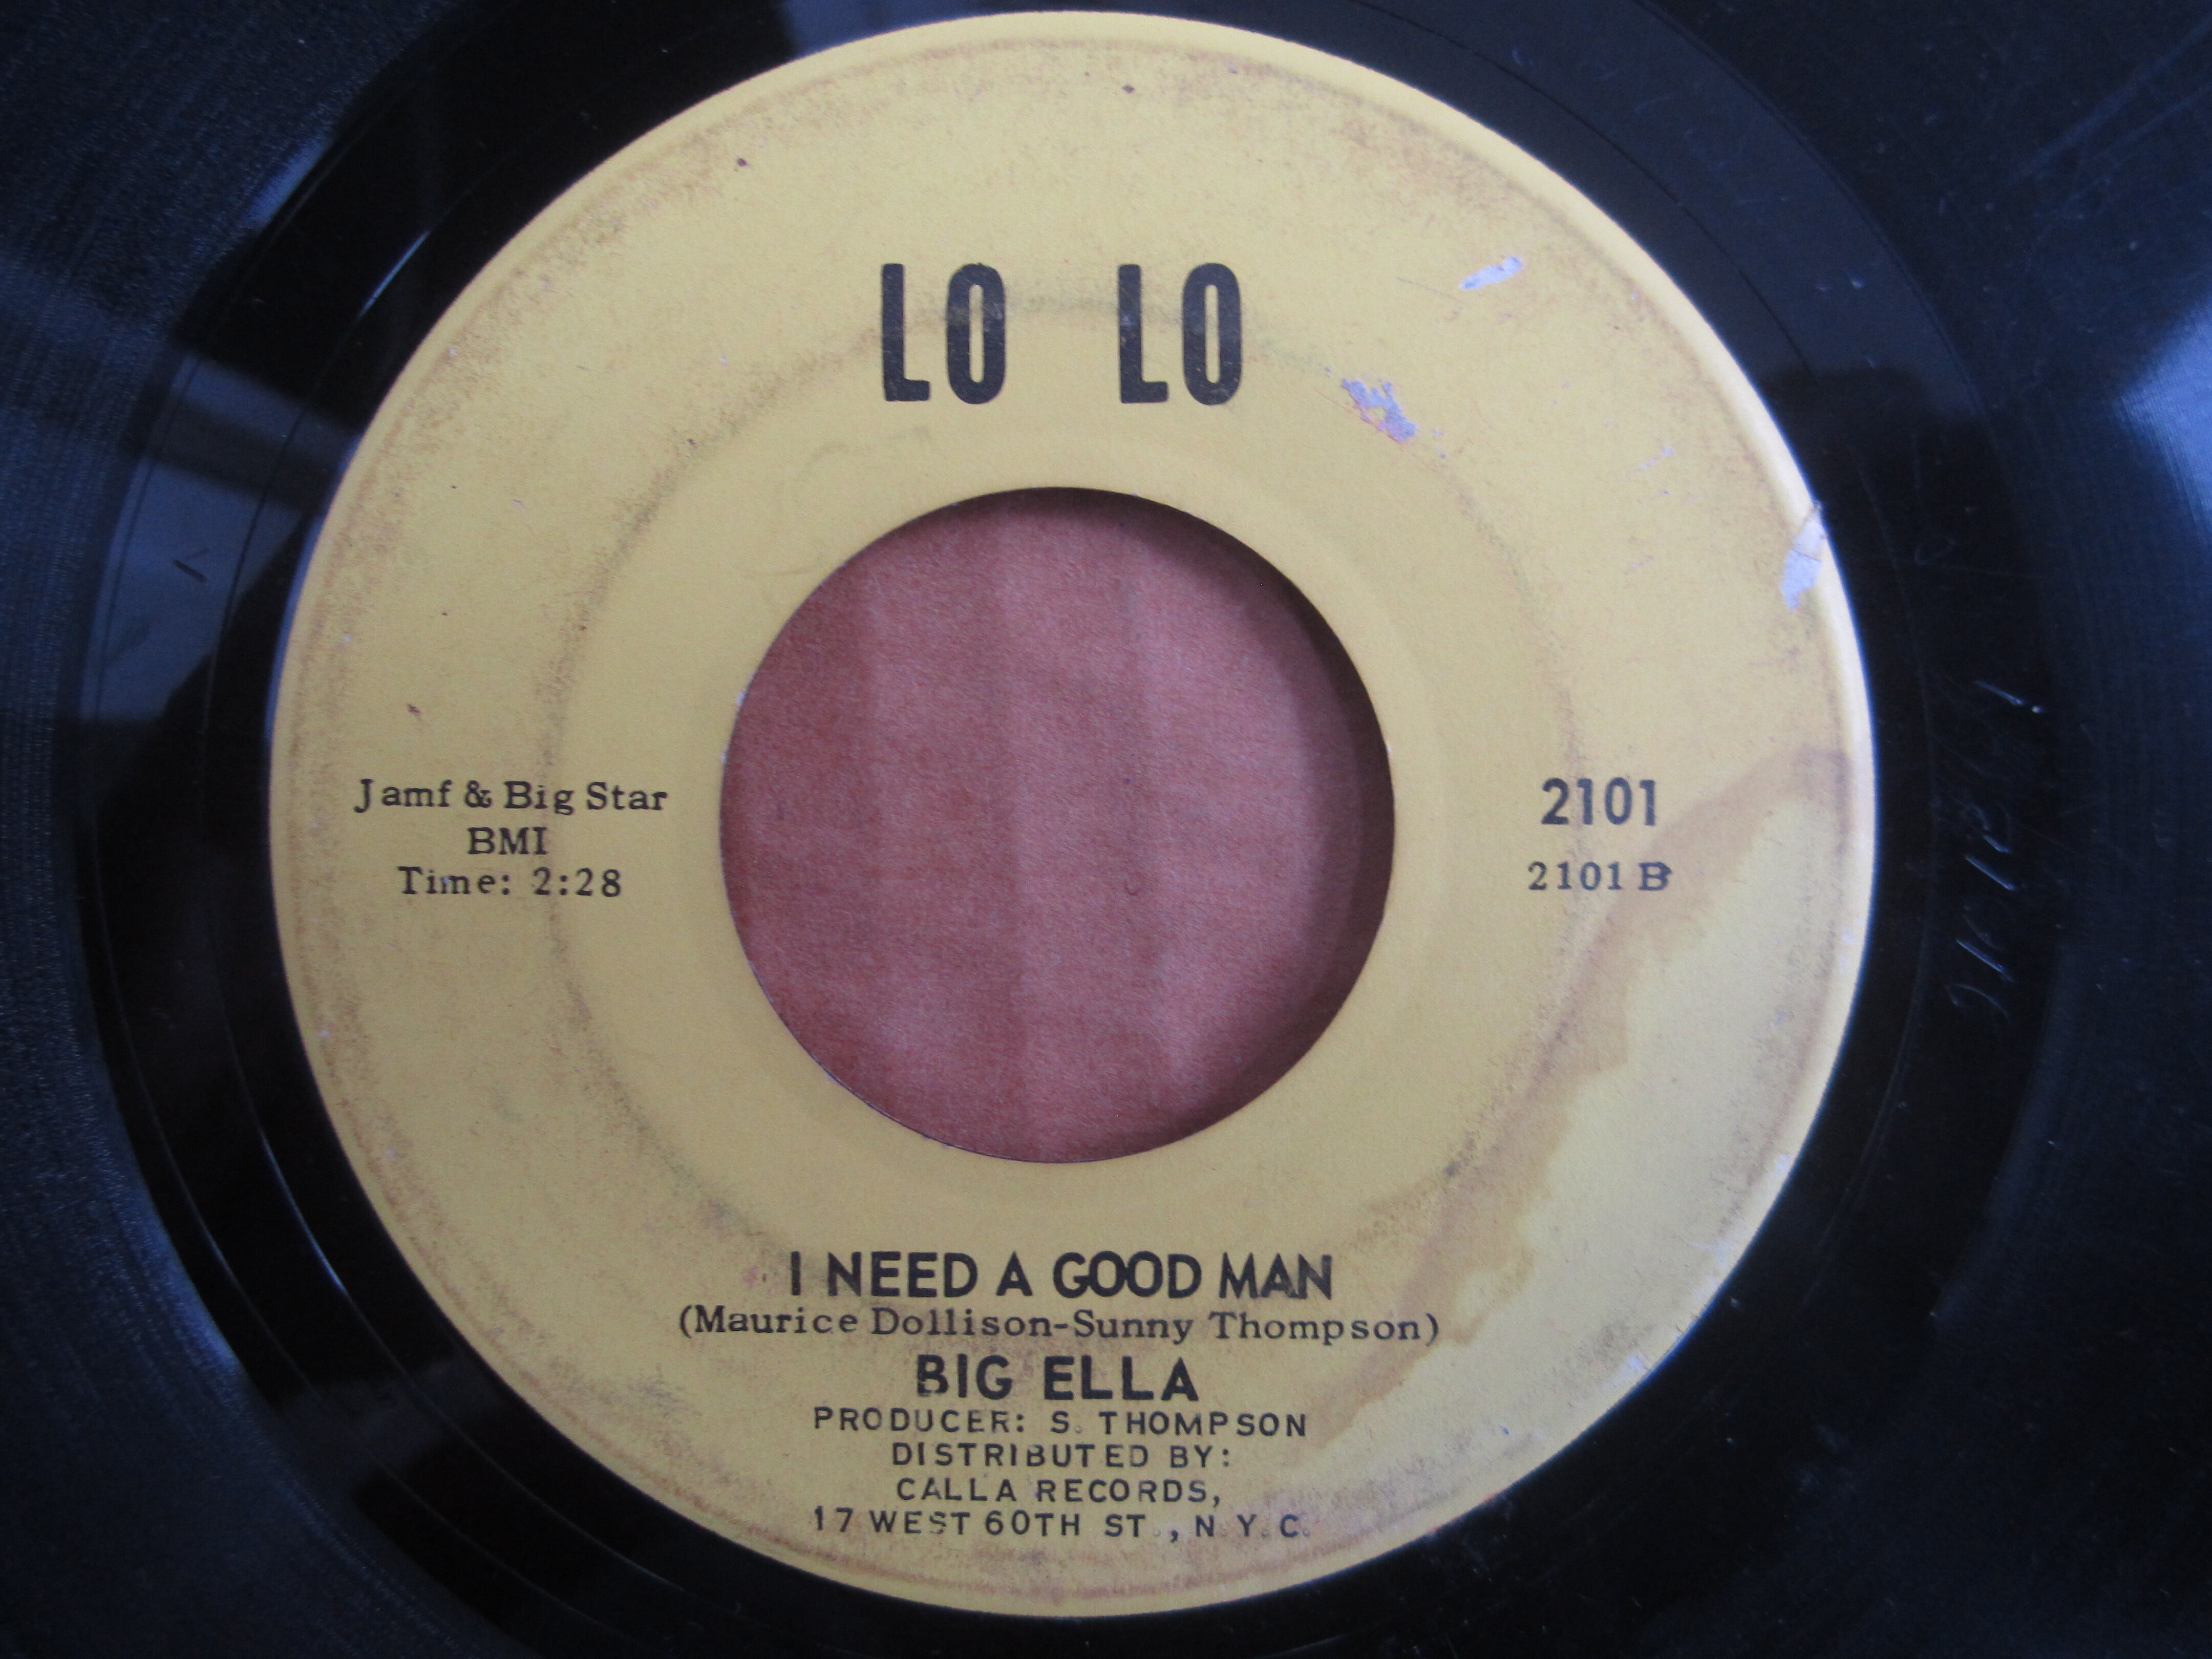 LO LO
Jamf & Big Star
BMI
Time: 2:28
2101
2101 B
I NEED A GOOD MAN
(Maurice Dollison-Sunny Thompson)
BIG ELLA
PRODUCER: S. THOMPSON
DISTRIBUTED BY:
CALLA RECORDS,
17 WEST 60TH ST., N.Y.C.